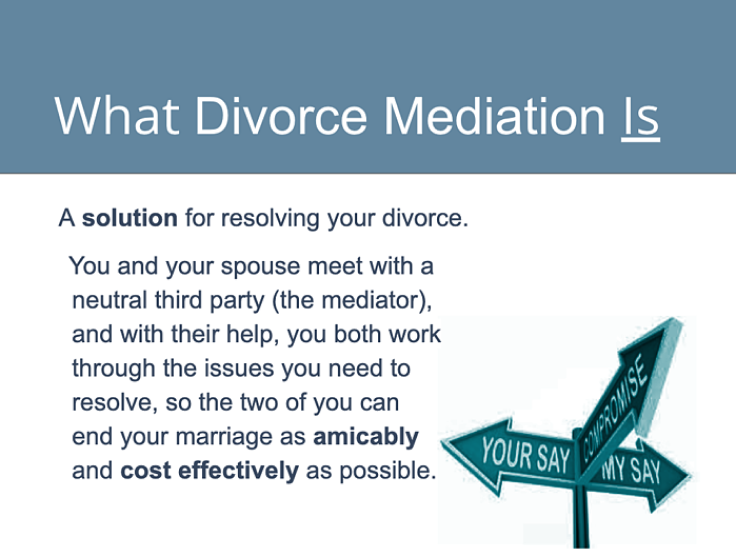 What Divorce Mediation Is
A solution for resolving your divorce.
You and your spouse meet with a
neutral third party (the mediator),
and with their help, you both work
through the issues you need to
resolve, so the two of you can
end your marriage as amicably
and cost effectively as possible.
COMPROMISE
YOUR SAY
MY SAY